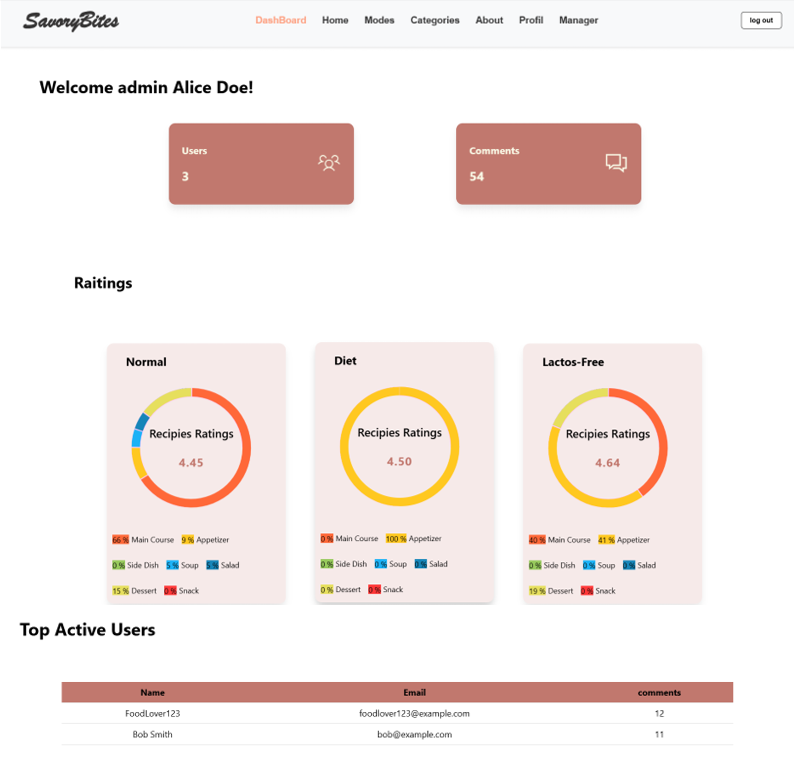 SavoryBites DashBoard Home Modes Categories About Profil Manager log out
Welcome admin Alice Doe!
Users Comments
3 54
Raitings
Normal Diet Lactos-Free
Recipies Ratings Recipies Ratings Recipies Ratings
4.45 4.50 4.64
66 % Main Course 9 % Appetizer 0 % Main Course 100 % Appetizer 40 % Main Course 41 % Appetizer
0 % Side Dish 5 % Soup 5 % Salad 0 % Side Dish 0 % Soup 0 % Salad 0 % Side Dish 0 % Soup 0 % Salad
15 % Dessert 0 % Snack 0 % Dessert 0 % Snack 19 % Dessert 0 % Snack
Top Active Users
Name Email comments
FoodLover123 foodlover123@example.com 12
Bob Smith bob@example.com 11